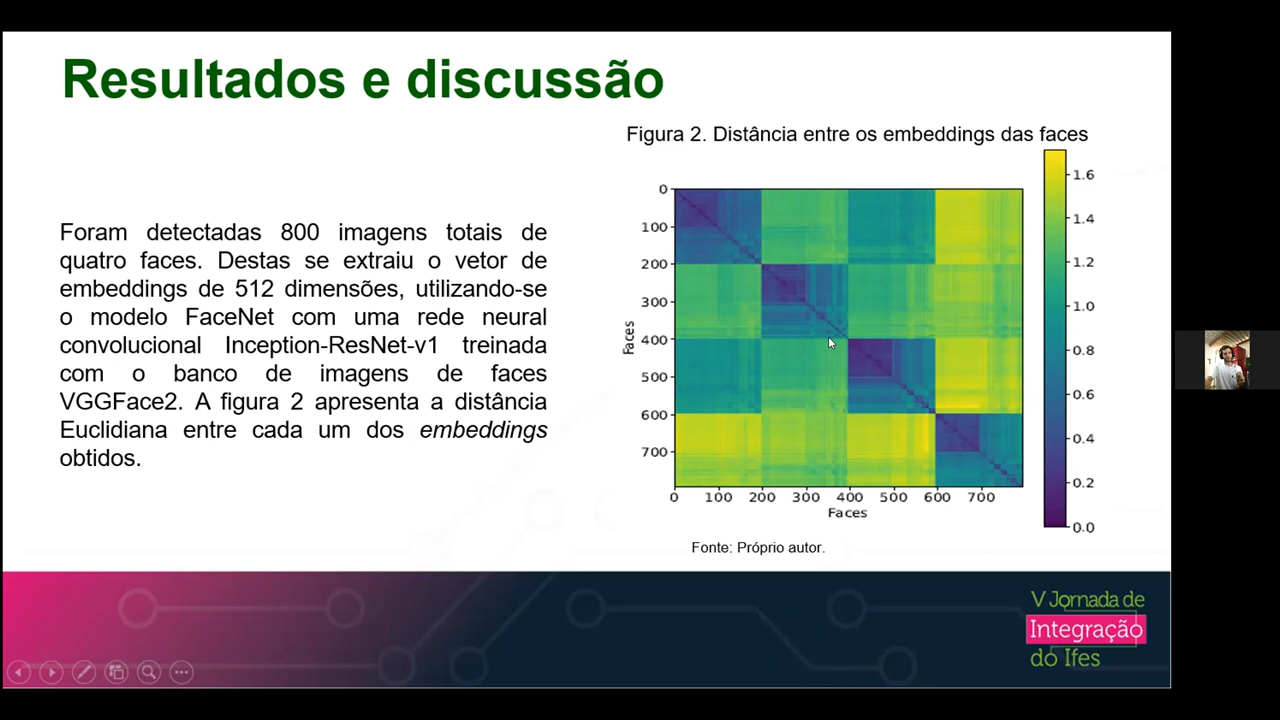 Resultados e discussão
Foram detectadas 800 imagens totais de
quatro faces. Destas se extraiu o vetor de
embeddings de 512 dimensões, utilizando-se
o modelo FaceNet com uma rede neural
convolucional Inception-ResNet-v1 treinada
com o banco de imagens de faces
VGGFace2. A figura 2 apresenta a distância
Euclidiana entre cada um dos embeddings
obtidos.
Figura 2. Distância entre os embeddings das faces
0
100
200
300
400
500
600
700
Faces
0 100 200 300 400 500 600 700
Faces
1.6
1.4
1.2
1.0
0.8
0.6
0.4
0.2
0.0
Fonte: Próprio autor.
V Jornada de
Integração
do Ifes